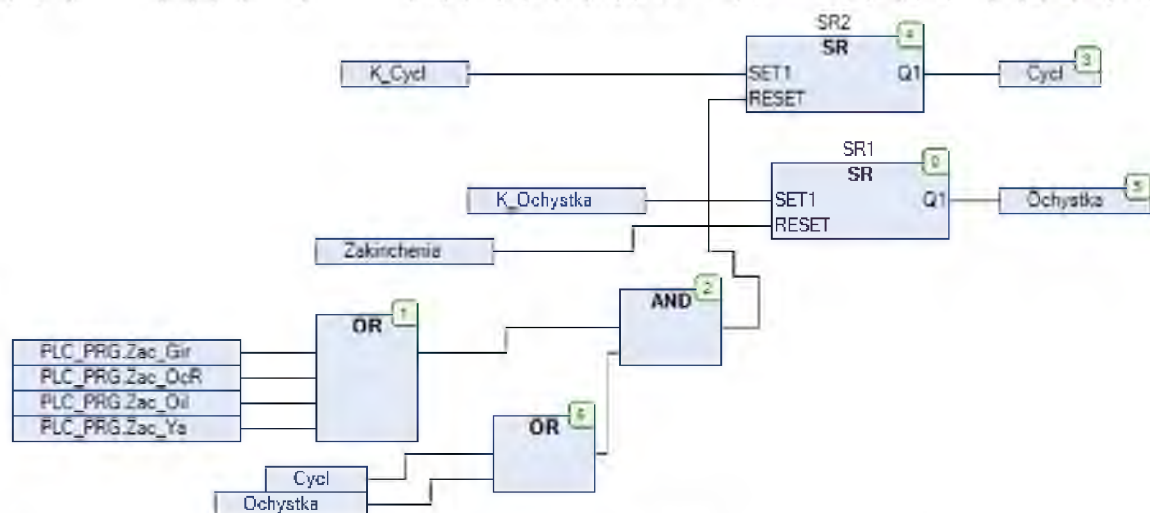 SR2
SR
4
K_Cycl
SET1
Q1
Cycl
3
RESET
SR1
SR
0
K_Ochystka
SET1
Q1
Ochystka
5
RESET
Zakinchenia
AND
2
OR
1
PLC_PRG.Zac_Gir
PLC_PRG.Zac_OcR
PLC_PRG.Zac_Oil
PLC_PRG.Zac_Ya
OR
Cycl
Ochystka